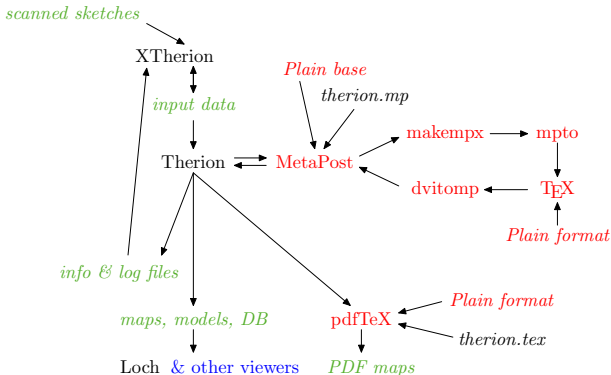 scanned sketches
XTherion
Plain base
input data
therion.mp
makempx
mpto
Therion
MetaPost
dvitomp
TEX
Plain format
info & log files
maps, models, DB
pdfTeX
Plain format
therion.tex
Loch & other viewers
PDF maps